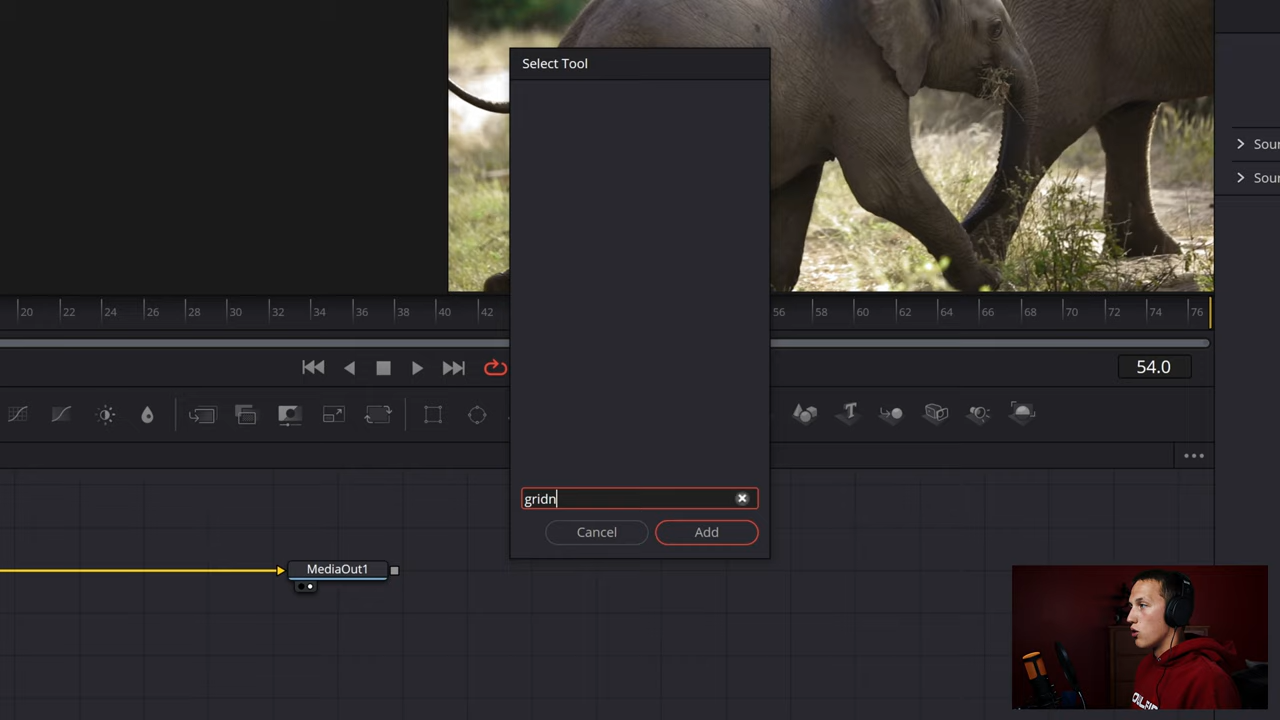 Select Tool
Sour
Sour
20 22 24 26 28 30 32 34 36 38 40 42 56 58 60 62 64 66 68 70 72 74 76
54.0
gridn
Cancel Add
MediaOut1